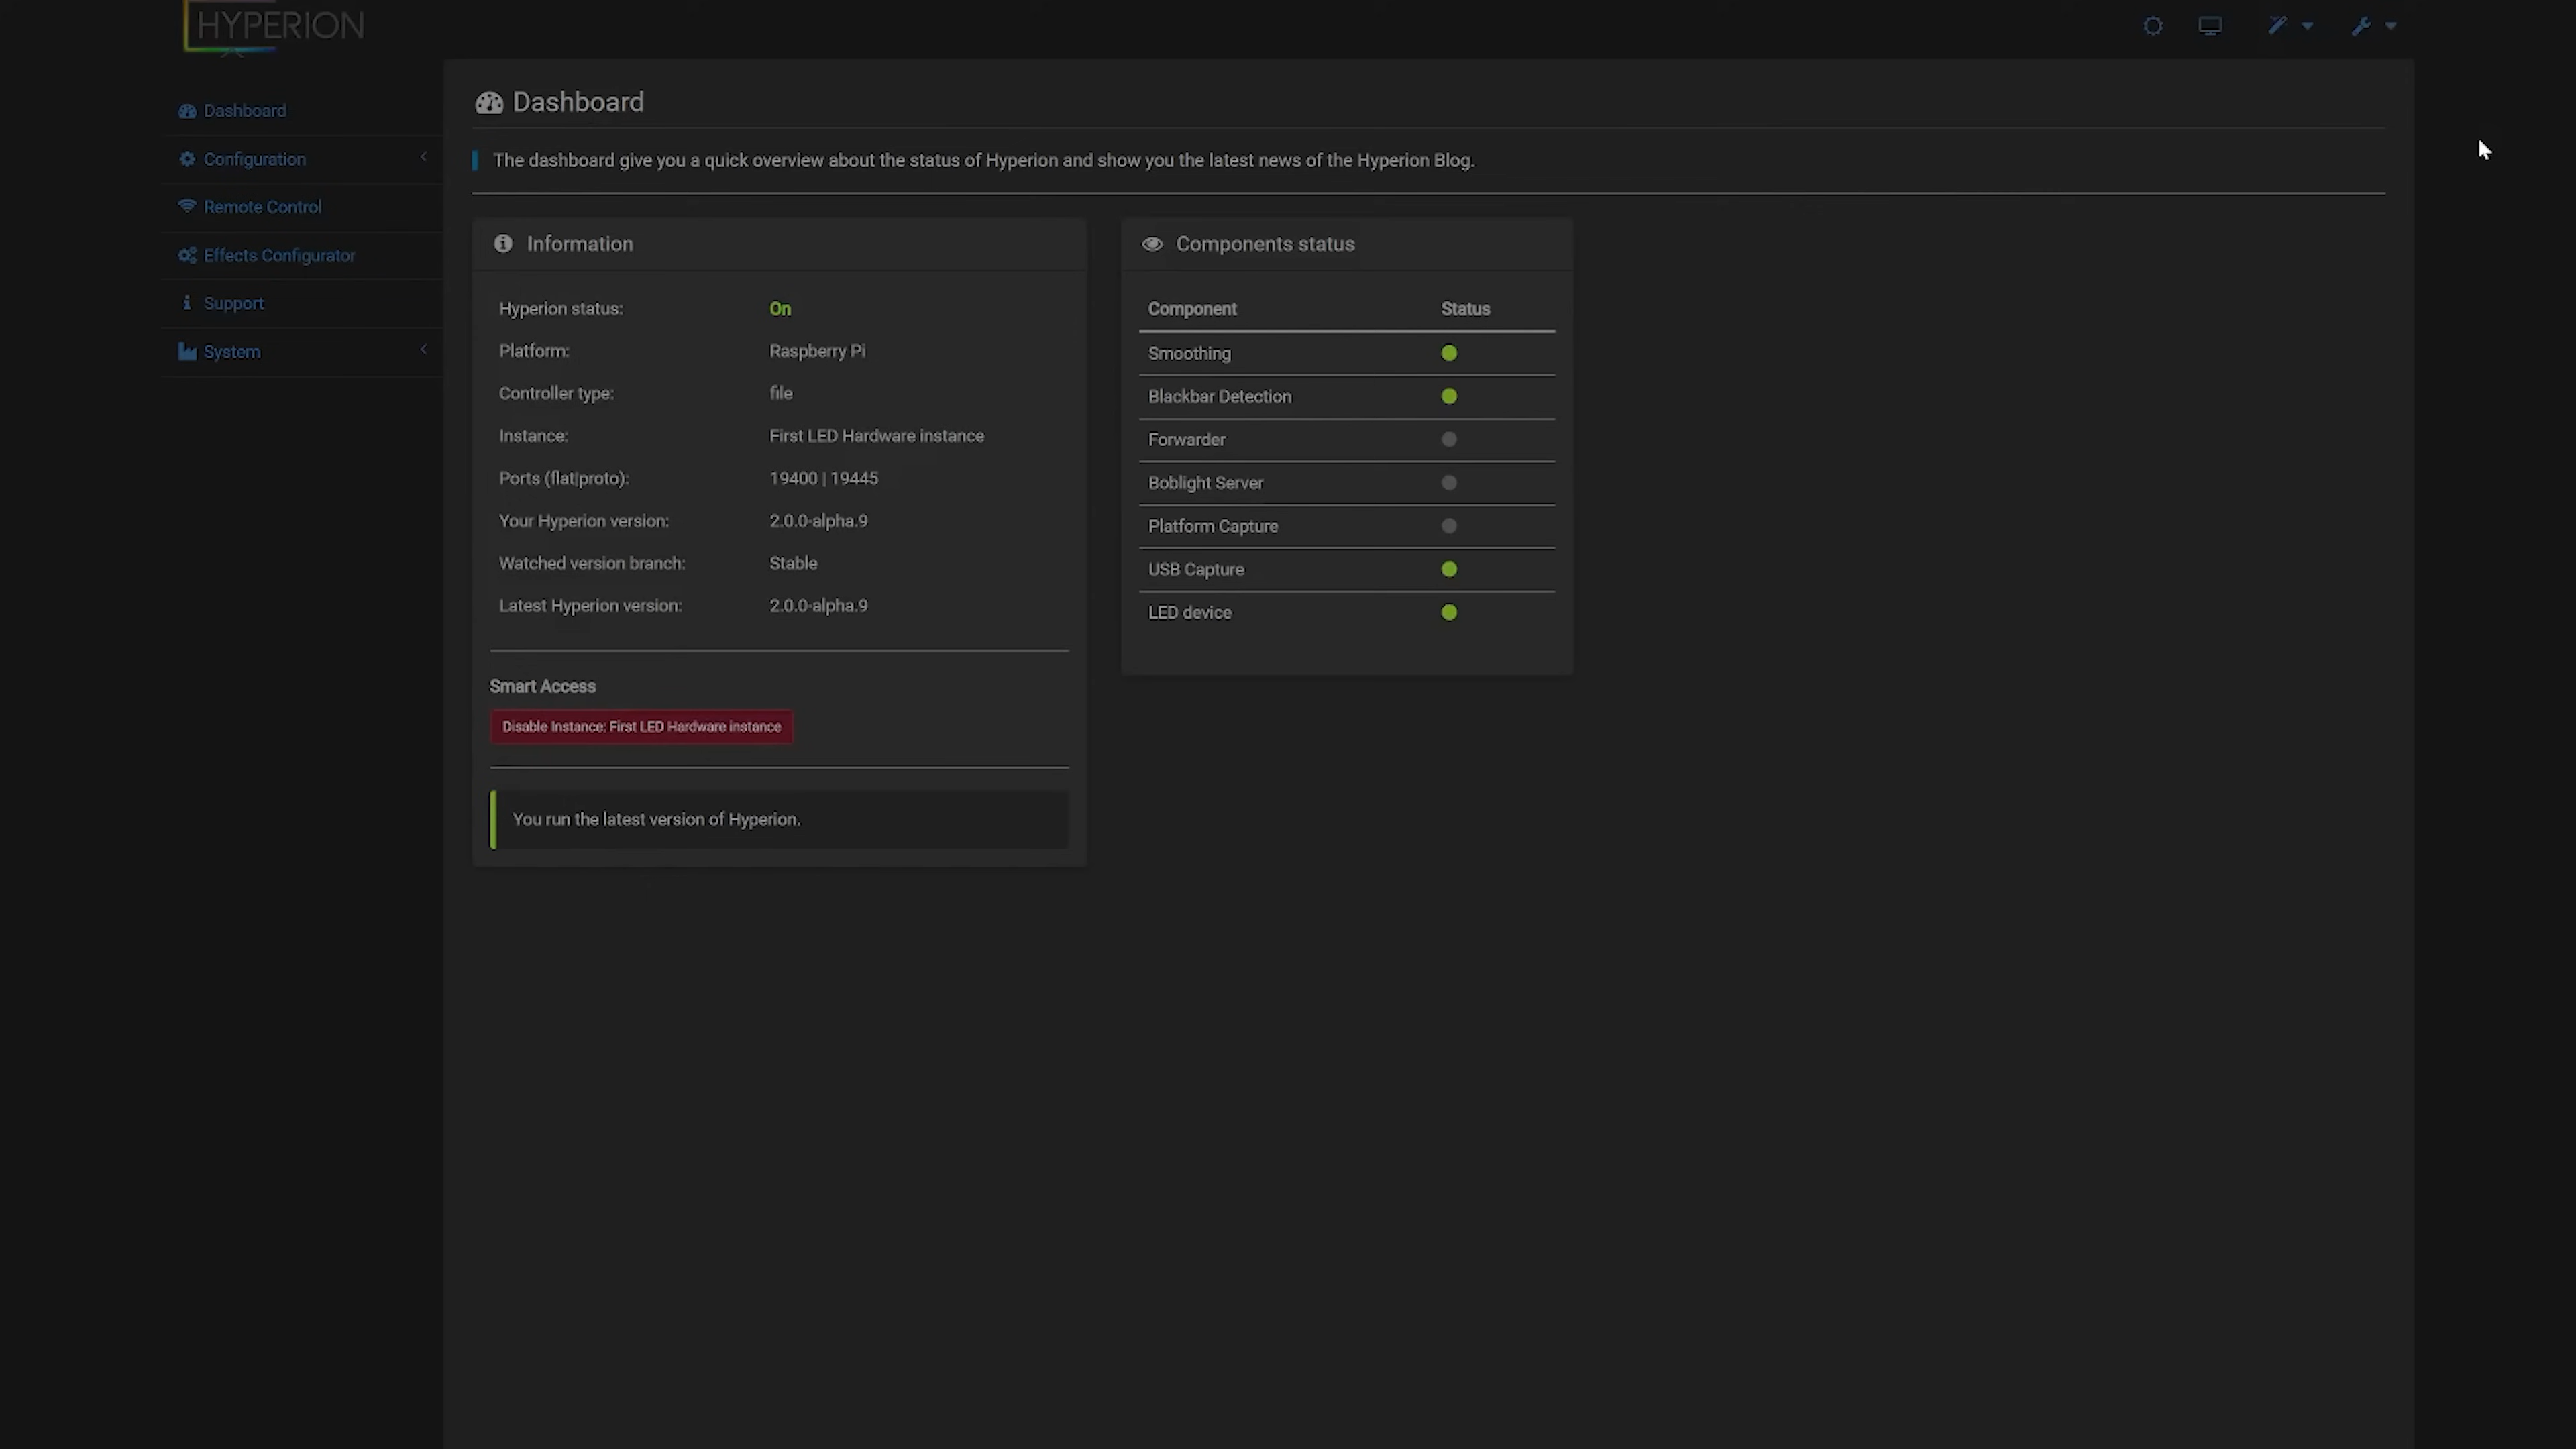 HYPERION
Dashboard
Configuration
Remote Control
Effects Configurator
Support
System
Dashboard
The dashboard give you a quick overview about the status of Hyperion and show you the latest news of the Hyperion Blog.
Information
Hyperion status: On
Platform: Raspberry Pi
Controller type: file
Instance: First LED Hardware instance
Ports (flat|proto): 19400 | 19445
Your Hyperion version: 2.0.0-alpha.9
Watched version branch: Stable
Latest Hyperion version: 2.0.0-alpha.9
Smart Access
Disable Instance: First LED Hardware instance
You run the latest version of Hyperion.
Components status
Component Status
Smoothing
Blackbar Detection
Forwarder
Boblight Server
Platform Capture
USB Capture
LED device